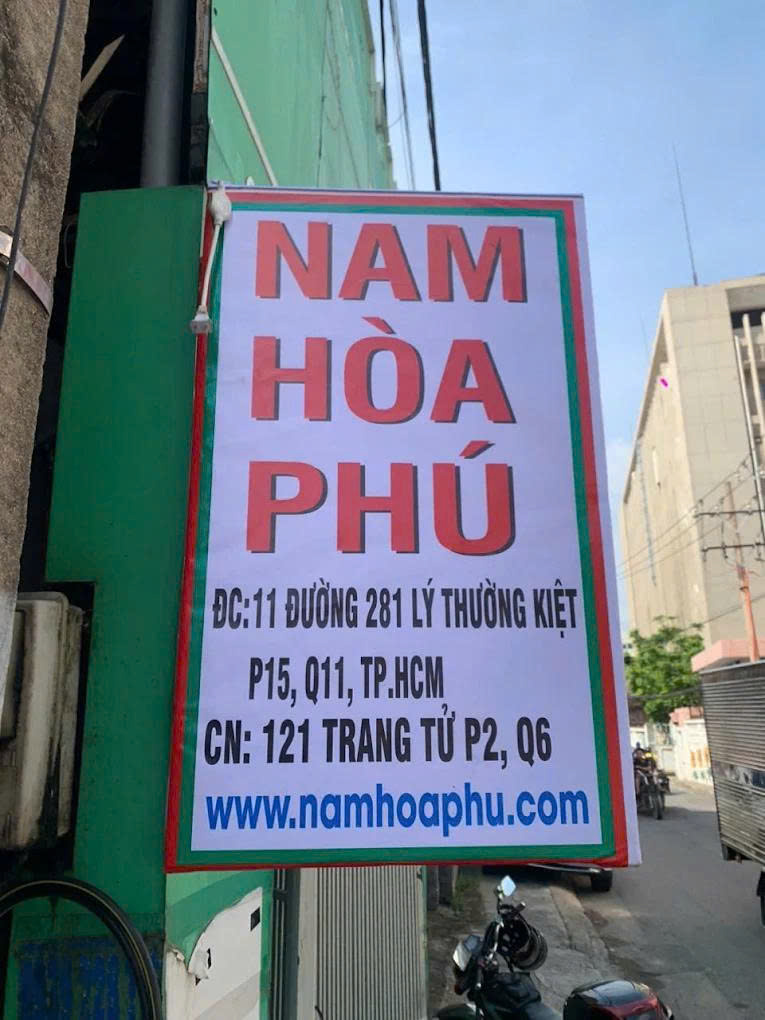 NAM
HÒA
PHÚ
ĐC:11 ĐƯỜNG 281 LÝ THƯỜNG KIỆT
P15, Q11, TP.HCM
CN: 121 TRANG TỬ P2, Q6
www.namhoaphu.com